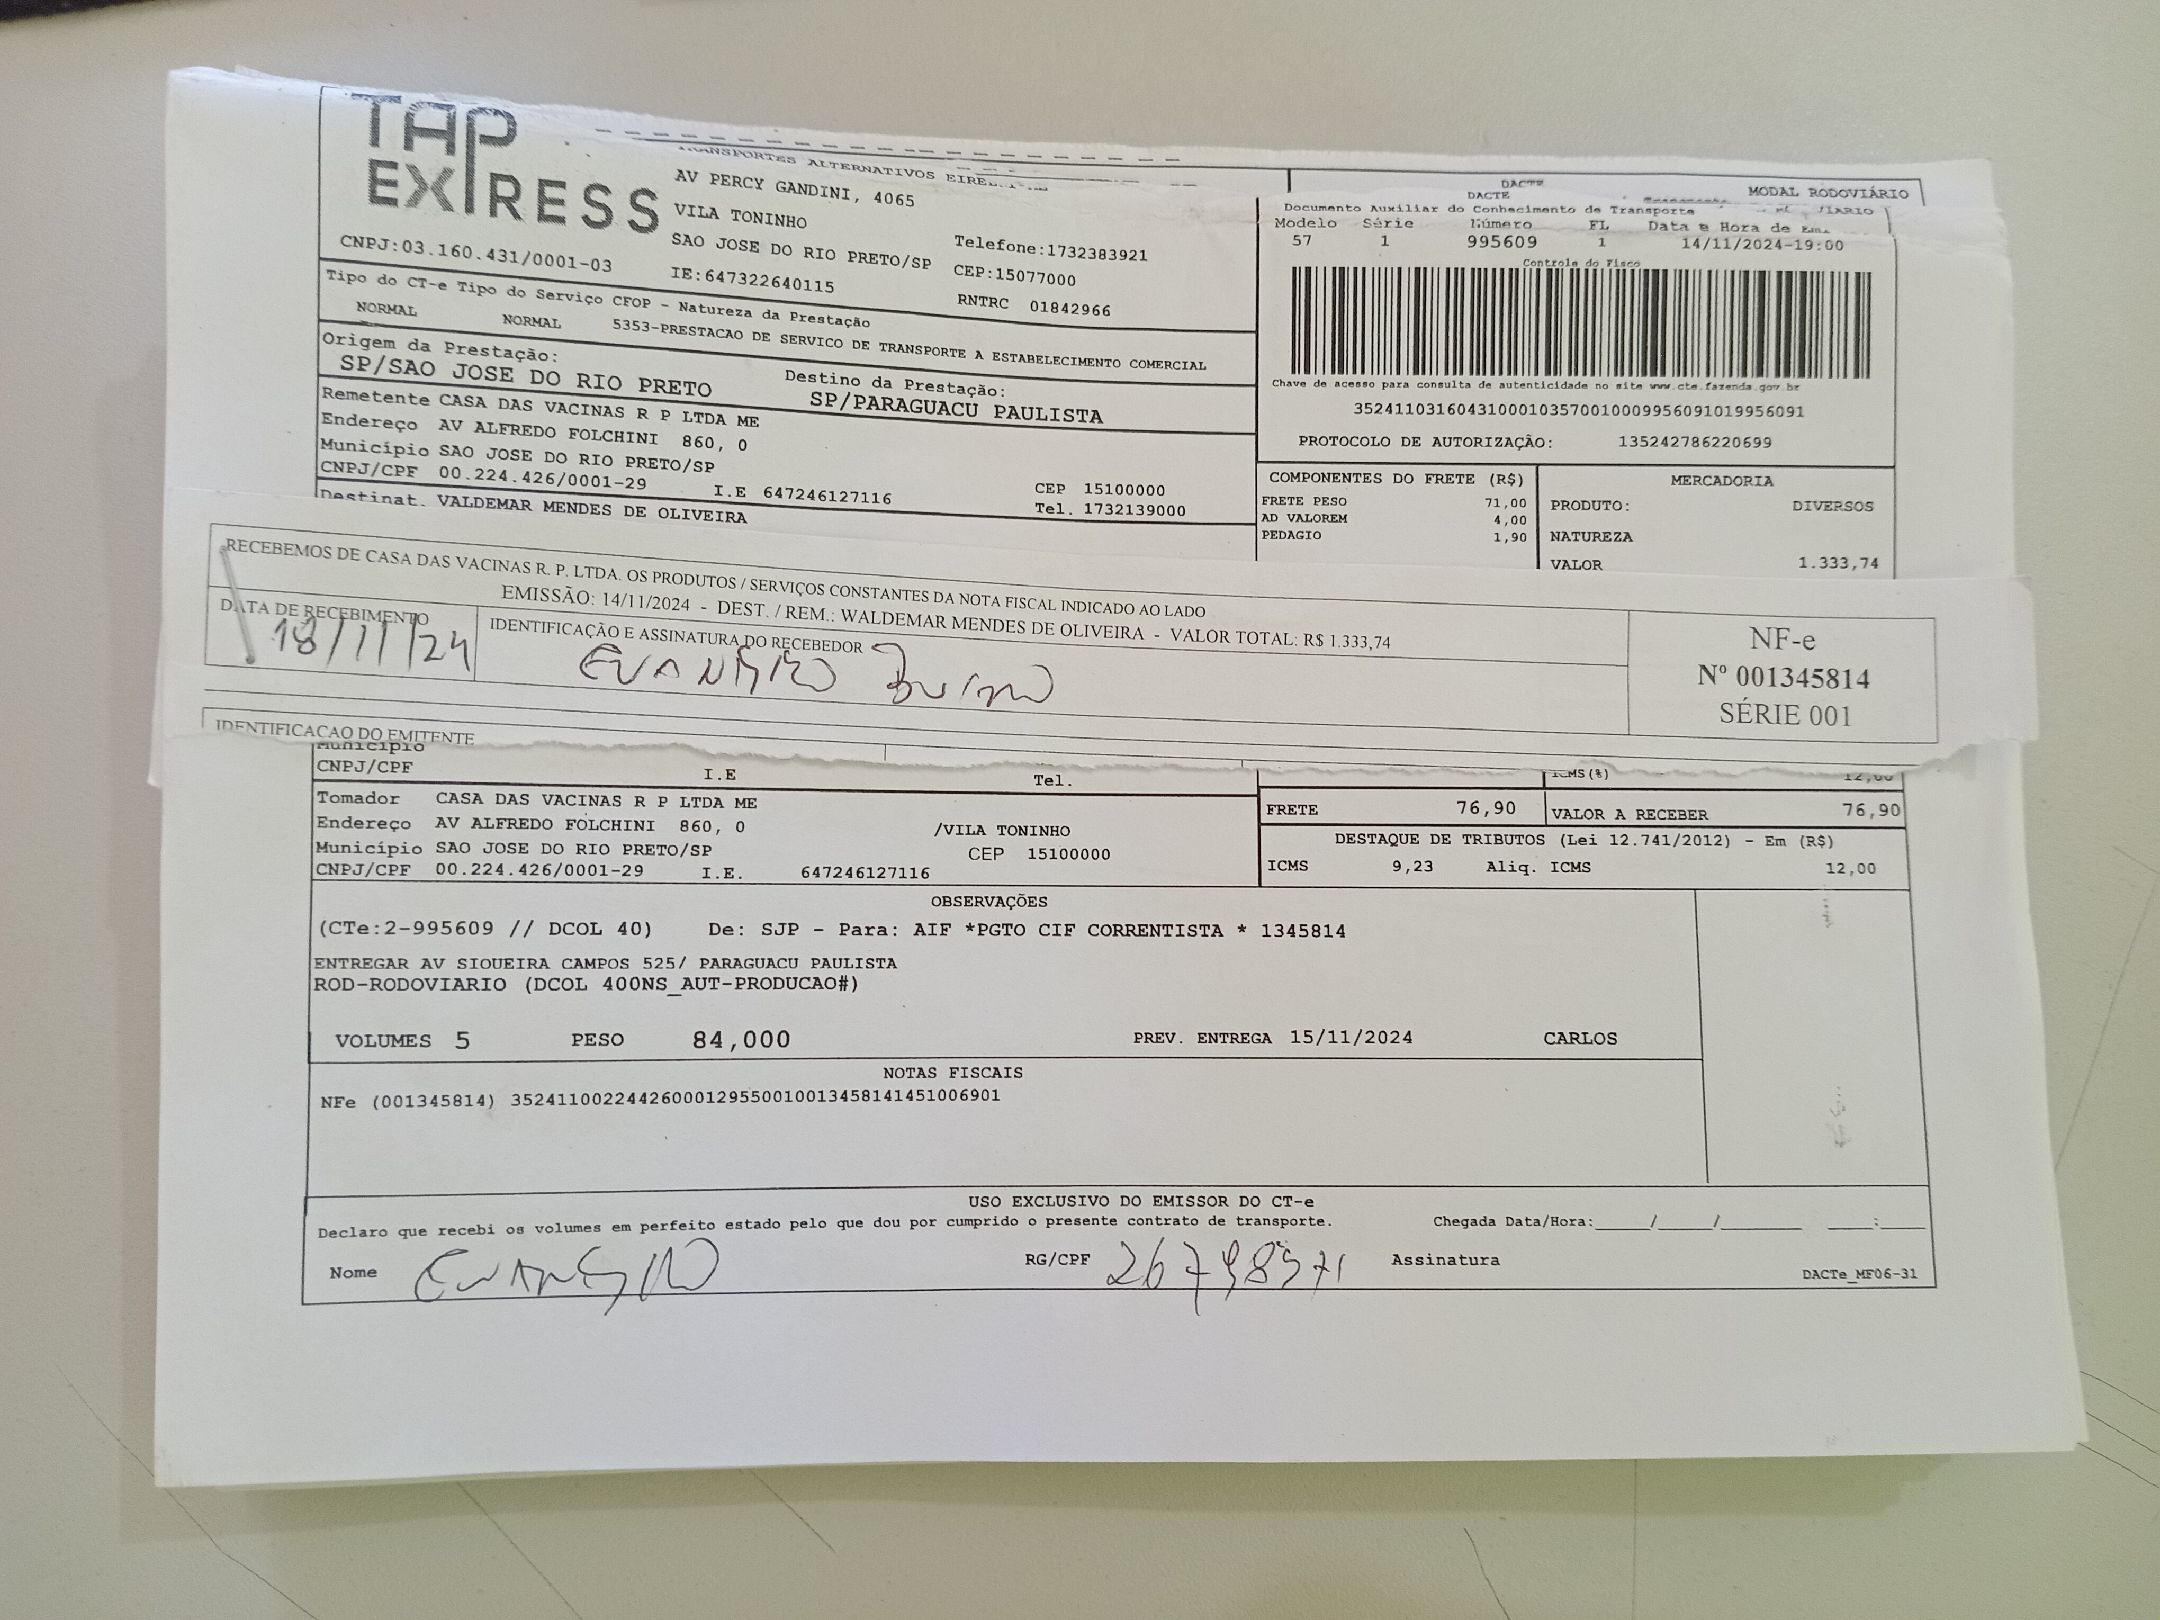 TAP
EXPRESS
TRANSPORTES ALTERNATIVOS
AV PERCY GANDINI, 4065
VILA TONINHO
SAO JOSE DO RIO PRETO/SP
Telefone:1732383921
CNPJ:03.160.431/0001-03
IE:647322640115
CEP:15077000
RNTRC 01842966
Tipo do CT-e Tipo do Serviço CFOP - Natureza da Prestação
NORMAL NORMAL 5353-PRESTACAO DE SERVICO DE TRANSPORTE A ESTABELECIMENTO COMERCIAL
Origem da Prestação:
SP/SAO JOSE DO RIO PRETO
Destino da Prestação:
SP/PARAGUACU PAULISTA
Remetente CASA DAS VACINAS R P LTDA ME
Endereço AV ALFREDO FOLCHINI 860, 0
Município SAO JOSE DO RIO PRETO/SP
CNPJ/CPF 00.224.426/0001-29 I.E 647246127116
CEP 15100000
Tel. 1732139000
Destinat. VALDEMAR MENDES DE OLIVEIRA
DACTE
DACTE
MODAL RODOVIÁRIO
Documento Auxiliar do Conhecimento de Transporte
Modelo Série Número FL Data e Hora de
57 1 995609 1 14/11/2024-19:00
Controle do Fisco
Chave de acesso para consulta de autenticidade no site www.cte.fazenda.gov.br
35241103160431000103570010009956091019956091
PROTOCOLO DE AUTORIZAÇÃO: 135242786220699
COMPONENTES DO FRETE (R$)
FRETE PESO 71,00
AD VALOREM 4,00
PEDAGIO 1,90
MERCADORIA
PRODUTO: DIVERSOS
NATUREZA
VALOR 1.333,74
RECEBEMOS DE CASA DAS VACINAS R. P. LTDA. OS PRODUTOS / SERVIÇOS CONSTANTES DA NOTA FISCAL INDICADO AO LADO
EMISSÃO: 14/11/2024 - DEST. / REM.: WALDEMAR MENDES DE OLIVEIRA - VALOR TOTAL: R$ 1.333,74
DATA DE RECEBIMENTO
18/11/24
IDENTIFICAÇÃO E ASSINATURA DO RECEBEDOR
NF-e
Nº 001345814
SÉRIE 001
IDENTIFICAÇÃO DO EMITENTE
Município
CNPJ/CPF I.E Tel.
ICMS(%) 12,00
Tomador CASA DAS VACINAS R P LTDA ME
Endereço AV ALFREDO FOLCHINI 860, 0 /VILA TONINHO
Município SAO JOSE DO RIO PRETO/SP CEP 15100000
CNPJ/CPF 00.224.426/0001-29 I.E. 647246127116
FRETE 76,90 VALOR A RECEBER 76,90
DESTAQUE DE TRIBUTOS (Lei 12.741/2012) - Em (R$)
ICMS 9,23 Aliq. ICMS 12,00
OBSERVAÇÕES
(CTe:2-995609 // DCOL 40) De: SJP - Para: AIF *PGTO CIF CORRENTISTA * 1345814
ENTREGAR AV SIQUEIRA CAMPOS 525/ PARAGUACU PAULISTA
ROD-RODOVIARIO (DCOL 400NS_AUT-PRODUCAO#)
VOLUMES 5 PESO 84,000 PREV. ENTREGA 15/11/2024 CARLOS
NOTAS FISCAIS
NFe (001345814) 35241100224426000129550010013458141451006901
USO EXCLUSIVO DO EMISSOR DO CT-e
Declaro que recebi os volumes em perfeito estado pelo que dou por cumprido o presente contrato de transporte.
Chegada Data/Hora:____/____/______ ___:___
Nome
RG/CPF
Assinatura
DACTe_MF06-31